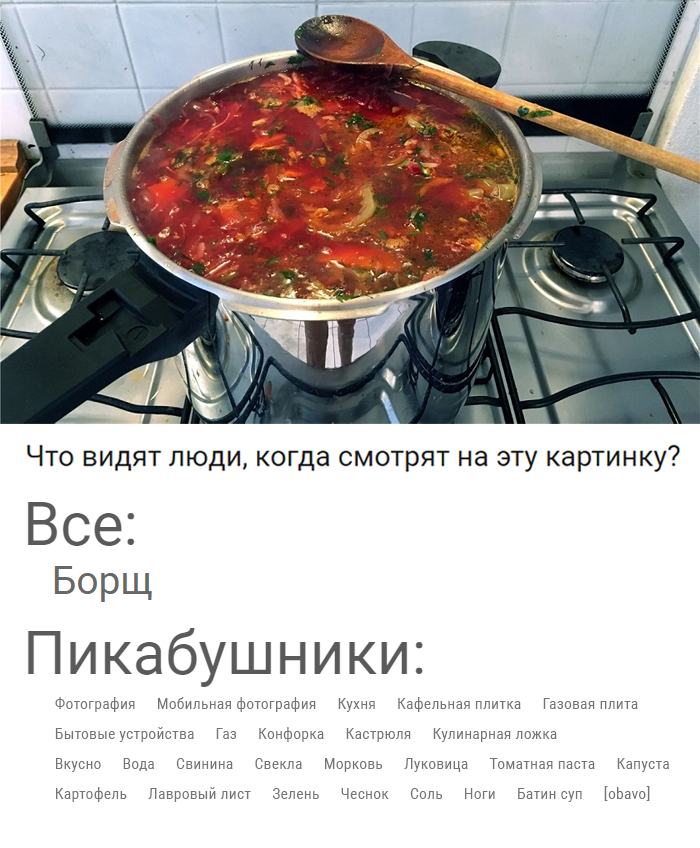 Что видят люди, когда смотрят на эту картинку?
Все:
Борщ
Пикабушники:
Фотография Мобильная фотография Кухня Кафельная плитка Газовая плита
Бытовые устройства Газ Конфорка Кастрюля Кулинарная ложка
Вкусно Вода Свинина Свекла Морковь Луковица Томатная паста Капуста
Картофель Лавровый лист Зелень Чеснок Соль Ноги Батин суп [obavo]